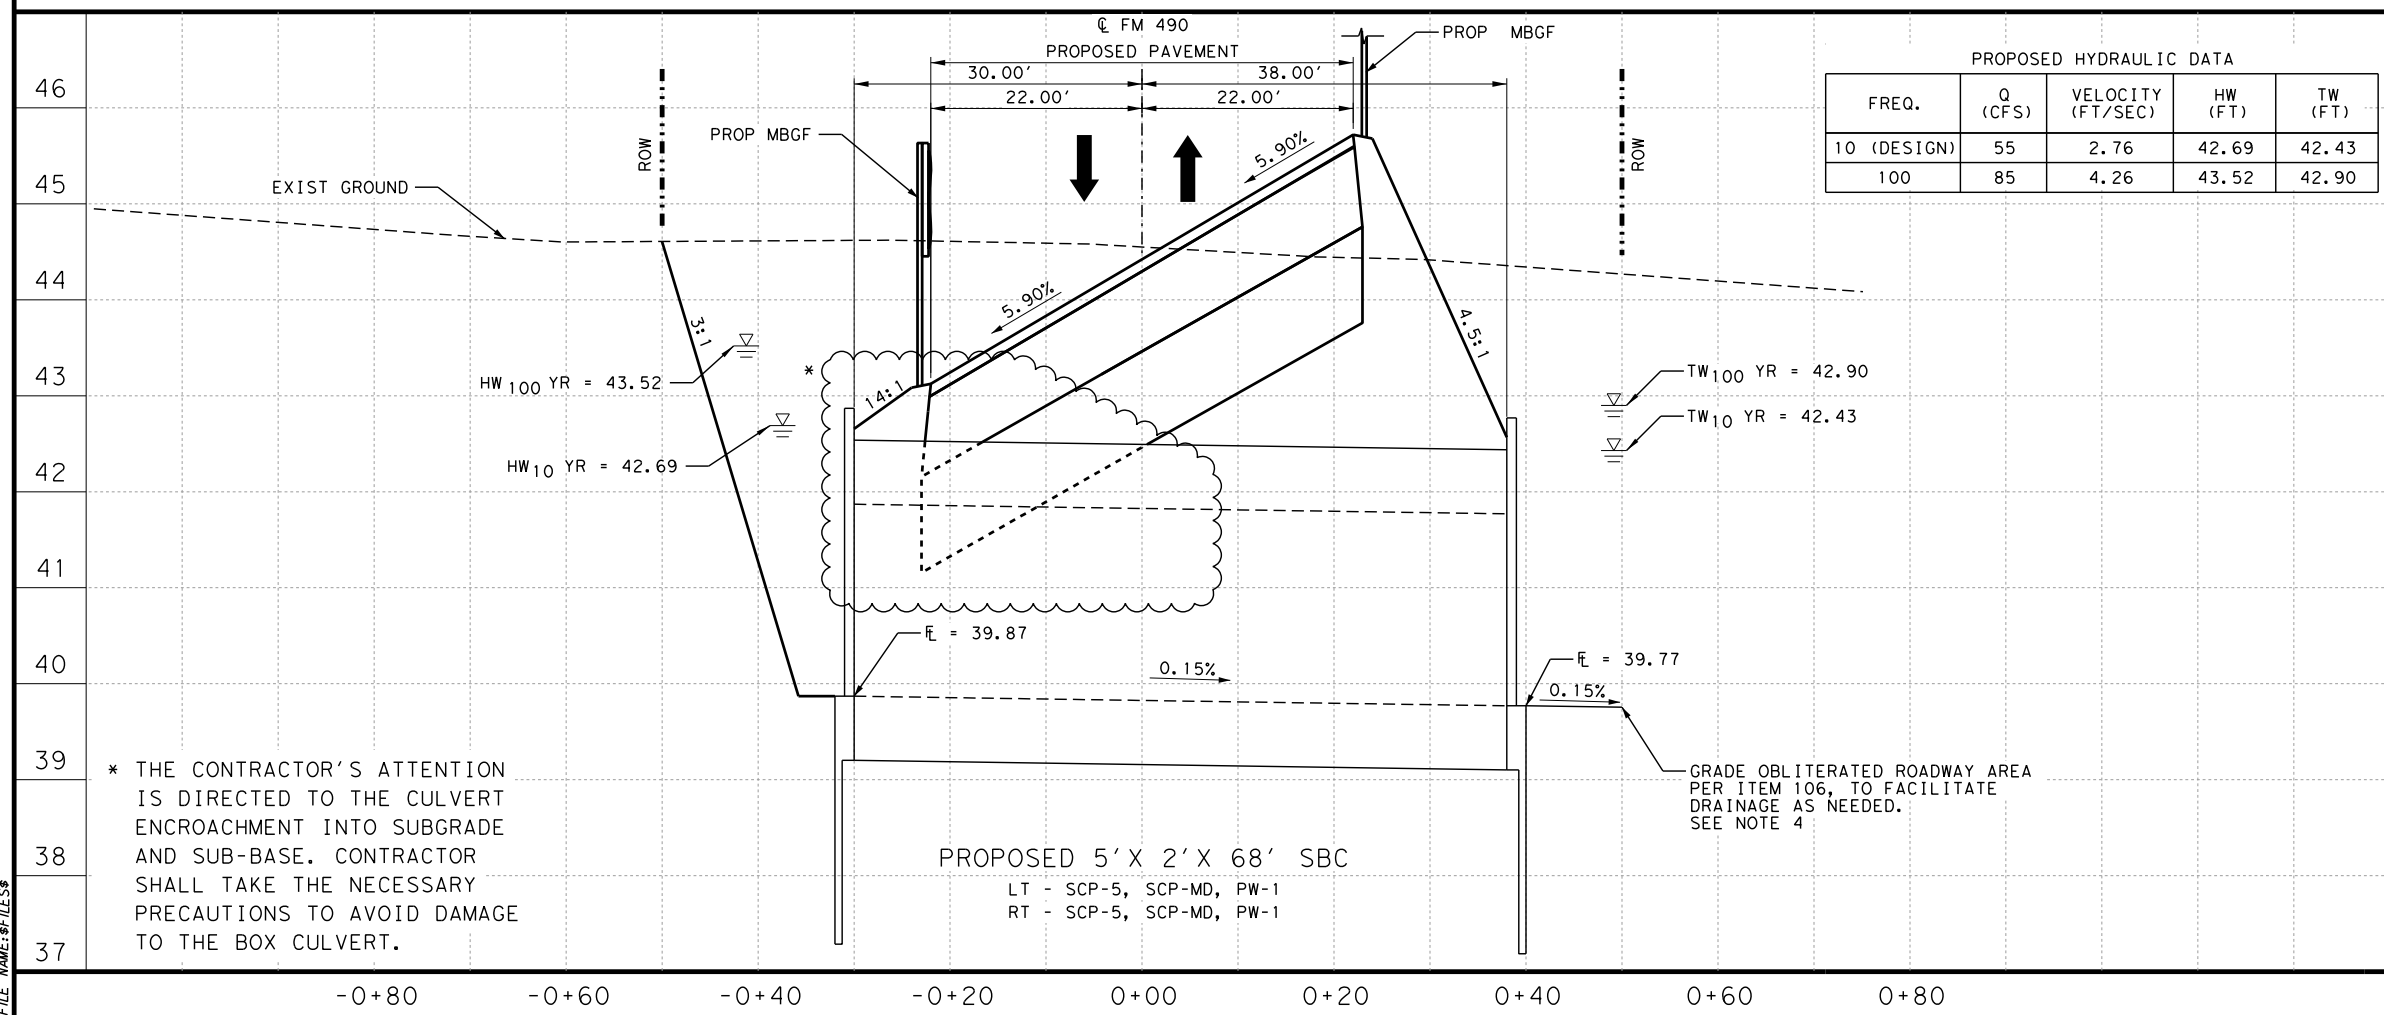 ℄ FM 490
PROPOSED PAVEMENT
30.00' 38.00'
22.00' 22.00'
PROP MBGF
PROP MBGF
ROW
ROW
EXIST GROUND
5.90%
5.90%
3:1
14:1
4.5:1
*
HW100 YR = 43.52
HW10 YR = 42.69
TW100 YR = 42.90
TW10 YR = 42.43
PROPOSED HYDRAULIC DATA
FREQ. Q (CFS) VELOCITY (FT/SEC) HW (FT) TW (FT)
10 (DESIGN) 55 2.76 42.69 42.43
100 85 4.26 43.52 42.90
46
45
44
43
42
41
40
39
38
37
FL = 39.87
0.15%
FL = 39.77
0.15%
GRADE OBLITERATED ROADWAY AREA
PER ITEM 106, TO FACILITATE
DRAINAGE AS NEEDED.
SEE NOTE 4
* THE CONTRACTOR'S ATTENTION
IS DIRECTED TO THE CULVERT
ENCROACHMENT INTO SUBGRADE
AND SUB-BASE. CONTRACTOR
SHALL TAKE THE NECESSARY
PRECAUTIONS TO AVOID DAMAGE
TO THE BOX CULVERT.
PROPOSED 5'X 2'X 68' SBC
LT - SCP-5, SCP-MD, PW-1
RT - SCP-5, SCP-MD, PW-1
FILE NAME:$FILES$
-0+80 -0+60 -0+40 -0+20 0+00 0+20 0+40 0+60 0+80